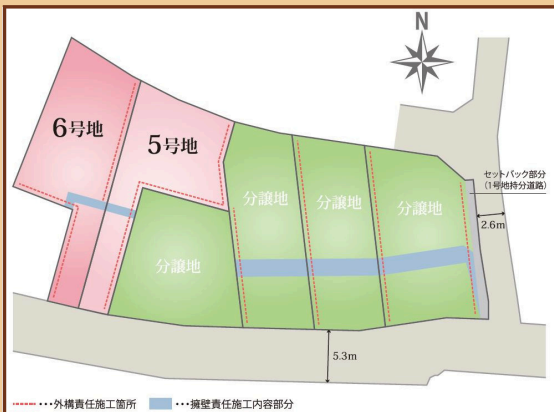 N
6号地
5号地
分譲地
分譲地
分譲地
分譲地
セットバック部分
(1号地持分道路)
2.6m
5.3m
・・・外構責任施工箇所
・・・擁壁責任施工内容部分